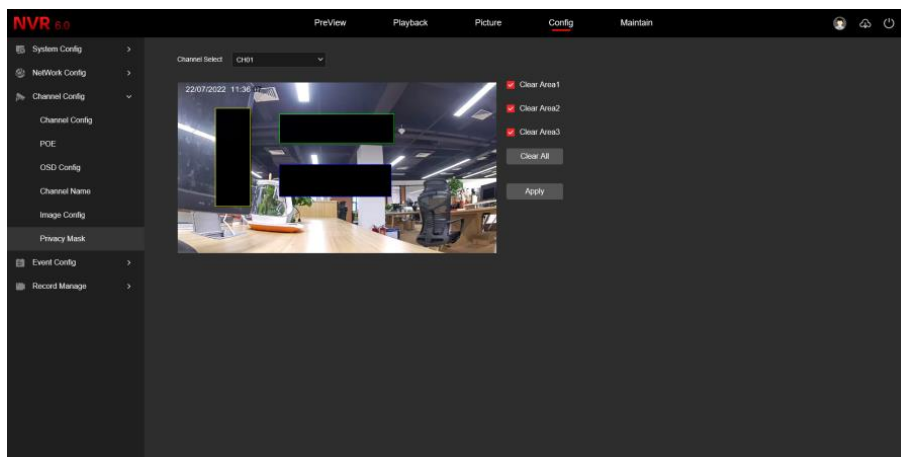 NVR 5.0
PreView Playback Picture Config Maintain
System Config
NetWork Config
Channel Config
Channel Config
POE
OSD Config
Channel Name
Image Config
Privacy Mask
Event Config
Record Manage
Channel Select CH01
22/07/2022 11:36
Clear Area1
Clear Area2
Clear Area3
Clear All
Apply